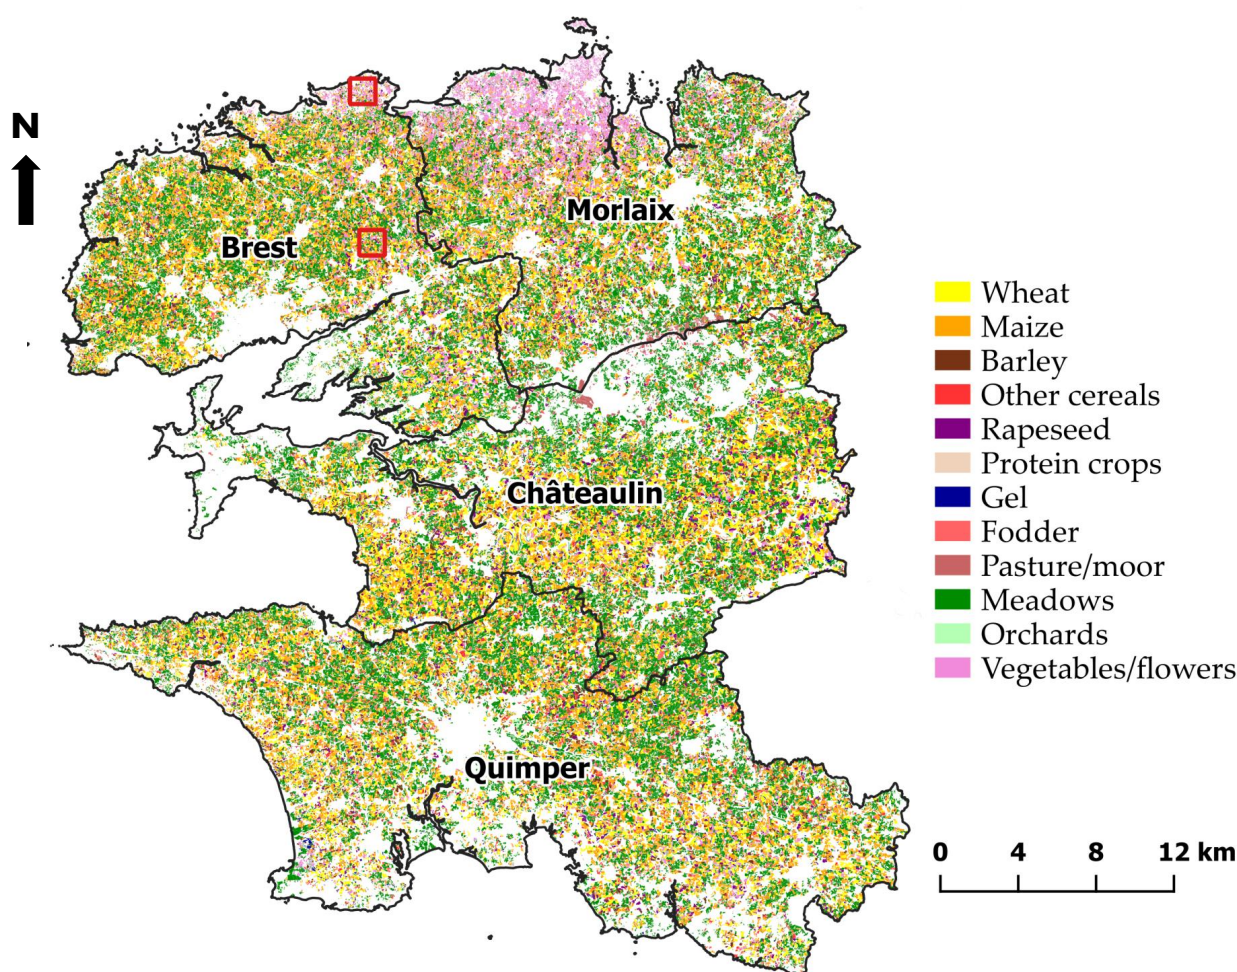 N
Morlaix
Brest
Châteaulin
Quimper
Wheat
Maize
Barley
Other cereals
Rapeseed
Protein crops
Gel
Fodder
Pasture/moor
Meadows
Orchards
Vegetables/flowers
0 4 8 12 km